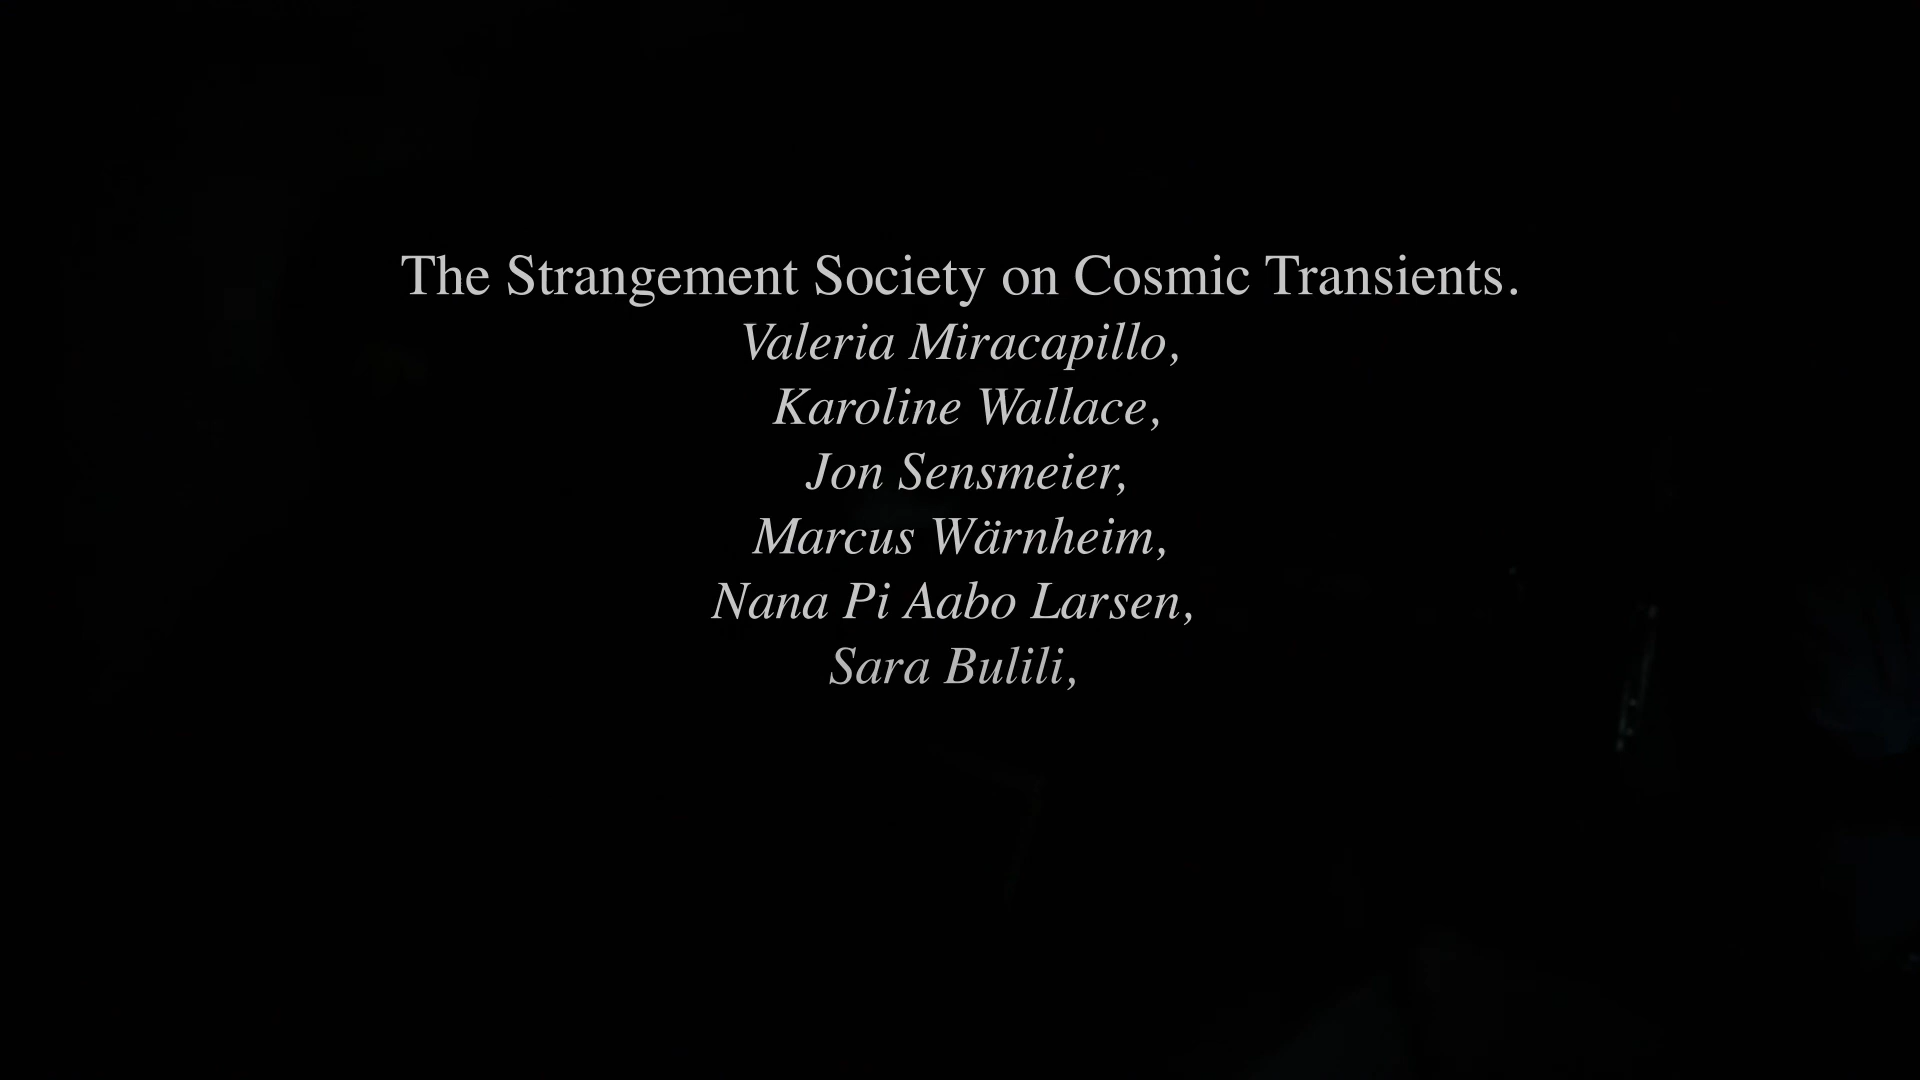 The Strangement Society on Cosmic Transients.
Valeria Miracapillo,
Karoline Wallace,
Jon Sensmeier,
Marcus Wärnheim,
Nana Pi Aabo Larsen,
Sara Bulili,